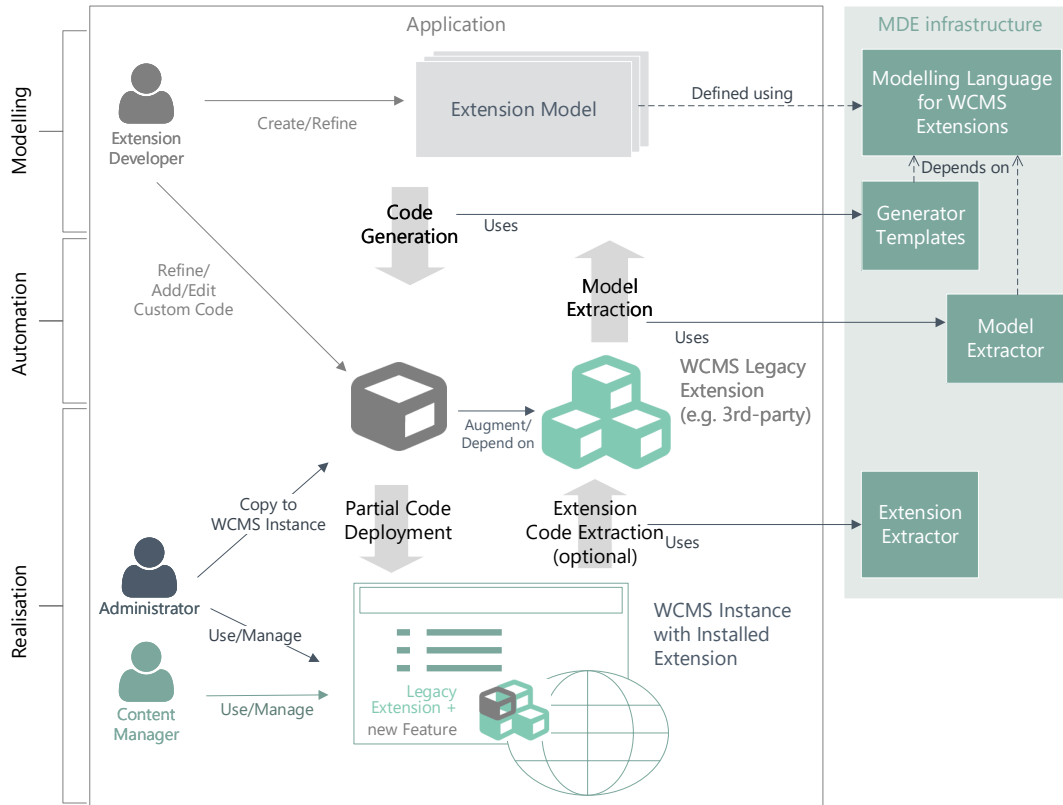 Application
MDE infrastructure
Modelling
Automation
Realisation
Extension
Developer
Create/Refine
Extension Model
Defined using
Modelling Language
for WCMS
Extensions
Depends on
Code
Generation
Uses
Generator
Templates
Refine/
Add/Edit
Custom Code
Model
Extraction
Uses
Model
Extractor
WCMS Legacy
Extension
(e.g. 3rd-party)
Augment/
Depend on
Copy to
WCMS Instance
Partial Code
Deployment
Extension
Code Extraction
(optional)
Uses
Extension
Extractor
Administrator
Use/Manage
WCMS Instance
with Installed
Extension
Content
Manager
Use/Manage
Legacy
Extension +
new Feature